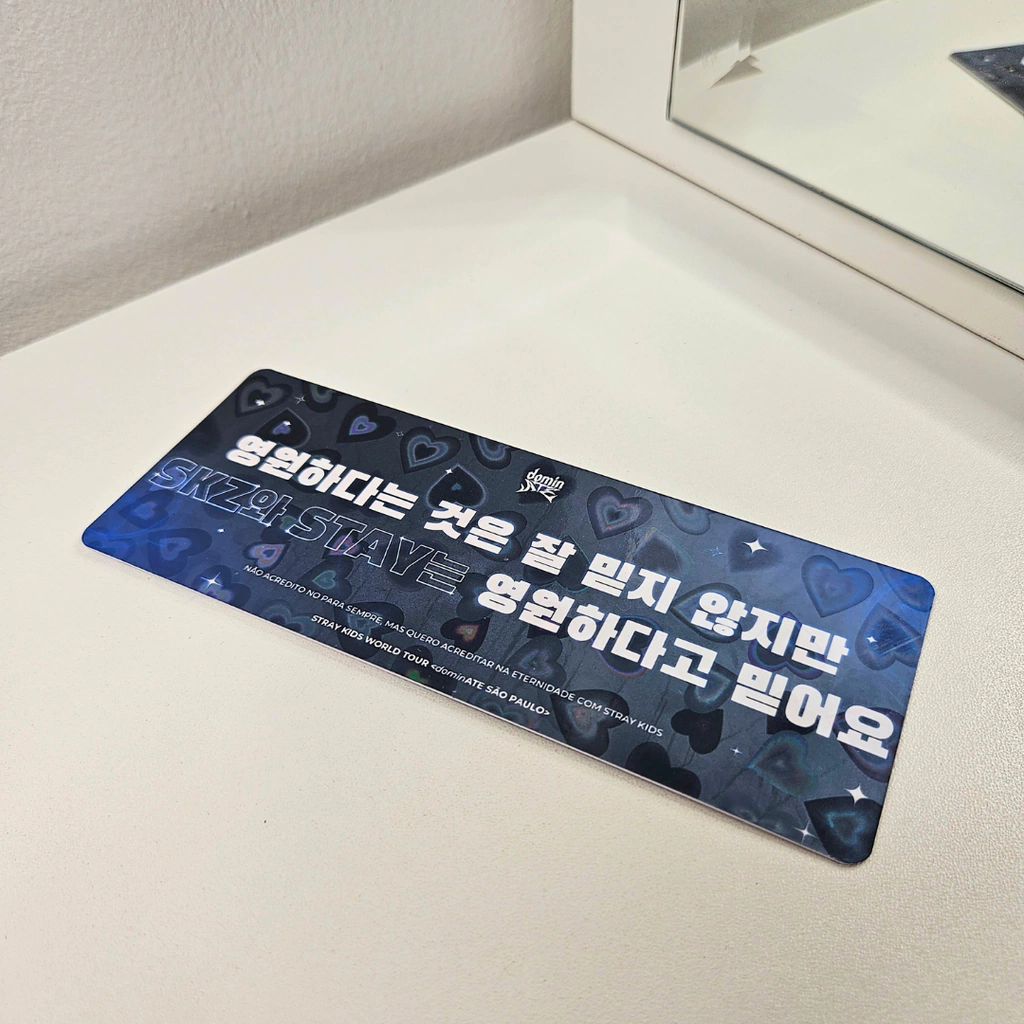 dominATE
영원하다는 것은 잘 믿지 않지만
SKZ와 STAY는 영원하다고 믿어요
NÃO ACREDITO NO PARA SEMPRE, MAS QUERO ACREDITAR NA ETERNIDADE COM STRAY KIDS
STRAY KIDS WORLD TOUR <dominATE SÃO PAULO>